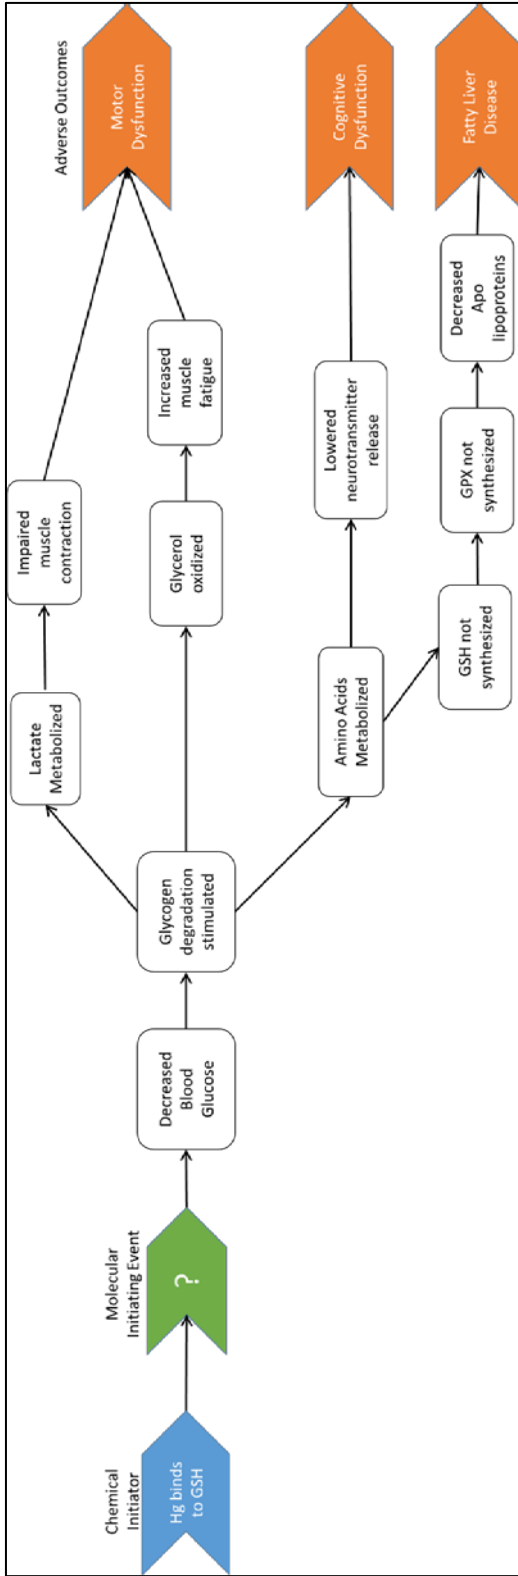 Chemical
Initiator
Hg binds
to GSH
Molecular
Initiating Event
?
Decreased
Blood
Glucose
Glycogen
degradation
stimulated
Lactate
Metabolized
Impaired
muscle
contraction
Glycerol
oxidized
Increased
muscle
fatigue
Amino Acids
Metabolized
Lowered
neurotransmitter
release
GSH not
synthesized
GPX not
synthesized
Decreased
Apo
lipoproteins
Adverse Outcomes
Motor
Dysfunction
Cognitive
Dysfunction
Fatty Liver
Disease